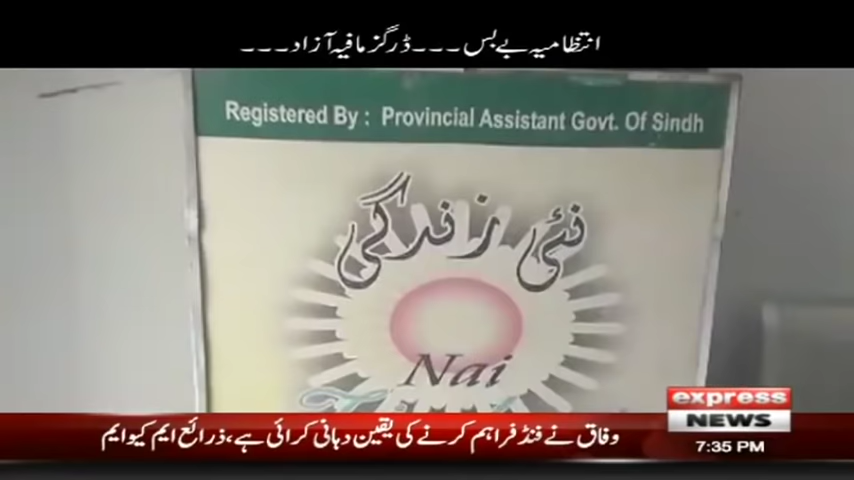 انتظامیہ بے بس ۔۔۔ ڈرگز مافیہ آزاد ۔۔۔
Registered By : Provincial Assistant Govt. Of Sindh
نئی زندگی
Nai
وفاق نے فنڈ فراہم کرنے کی یقین دہانی کرائی ہے، ذرائع ایم کیو ایم
express
NEWS
7:35 PM